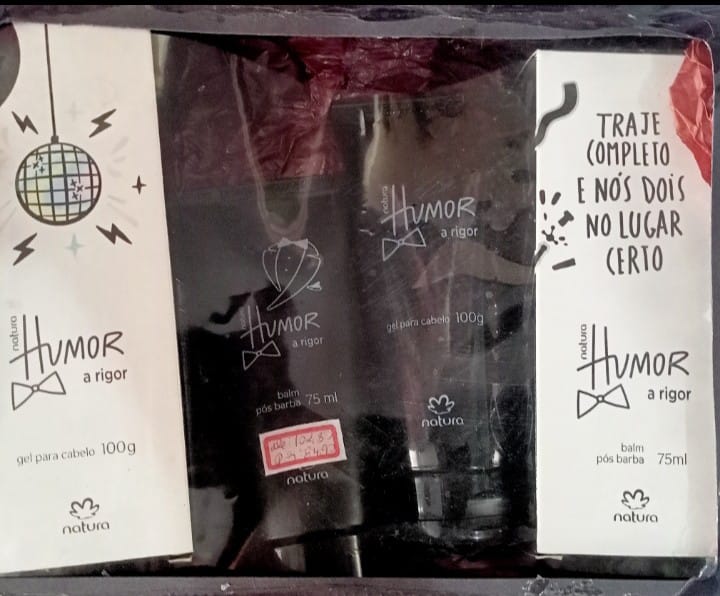 natura
HUMOR
a rigor
gel para cabelo 100g
natura
HUMOR
a rigor
balm
pós barba 75 ml
natura
natura
HUMOR
a rigor
gel para cabelo 100g
natura
TRAJE
COMPLETO
E NÓS DOIS
NO LUGAR
CERTO
natura
HUMOR
a rigor
balm
pós barba 75ml
natura